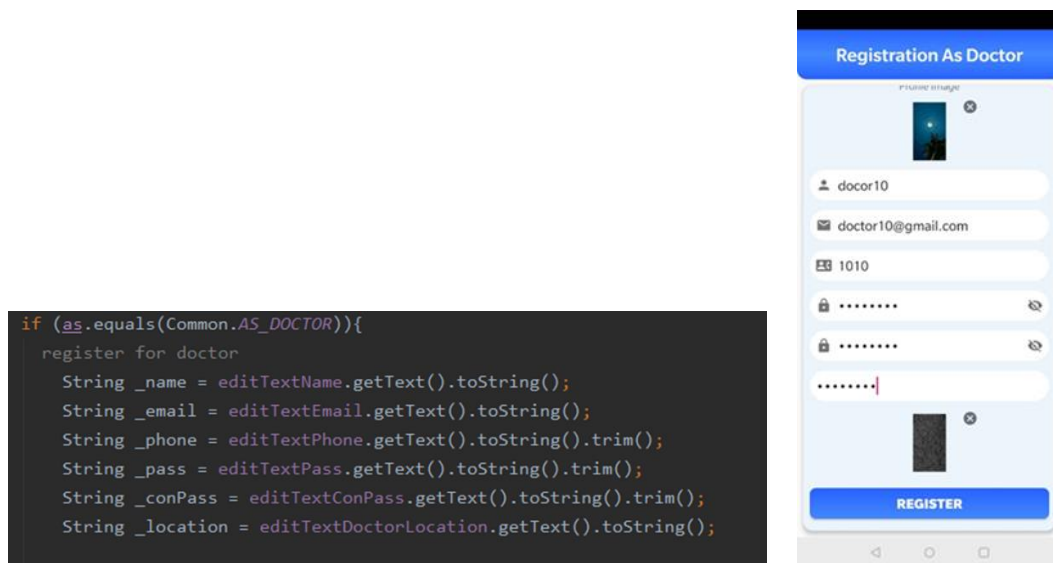 if (as.equals(Common.AS_DOCTOR)){
register for doctor
String _name = editTextName.getText().toString();
String _email = editTextEmail.getText().toString();
String _phone = editTextPhone.getText().toString().trim();
String _pass = editTextPass.getText().toString().trim();
String _conPass = editTextConPass.getText().toString().trim();
String _location = editTextDoctorLocation.getText().toString();
Registration As Doctor
Profile Image
docor10
doctor10@gmail.com
1010
••••••••
••••••••
••••••••
REGISTER